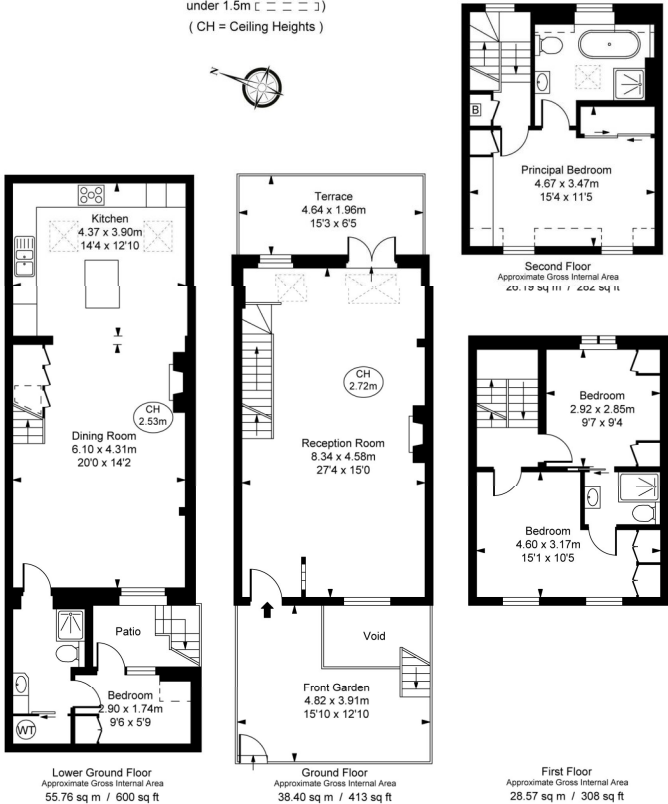 under 1.5m [ ] )
( CH = Ceiling Heights )
N
B
Principal Bedroom
4.67 x 3.47m
15'4 x 11'5
Second Floor
Approximate Gross Internal Area
26.19 sq m / 282 sq ft
Kitchen
4.37 x 3.90m
14'4 x 12'10
CH
2.53m
Dining Room
6.10 x 4.31m
20'0 x 14'2
Patio
Bedroom
2.90 x 1.74m
9'6 x 5'9
WT
Lower Ground Floor
Approximate Gross Internal Area
55.76 sq m / 600 sq ft
Terrace
4.64 x 1.96m
15'3 x 6'5
CH
2.72m
Reception Room
8.34 x 4.58m
27'4 x 15'0
Void
Front Garden
4.82 x 3.91m
15'10 x 12'10
Ground Floor
Approximate Gross Internal Area
38.40 sq m / 413 sq ft
Bedroom
2.92 x 2.85m
9'7 x 9'4
Bedroom
4.60 x 3.17m
15'1 x 10'5
First Floor
Approximate Gross Internal Area
28.57 sq m / 308 sq ft